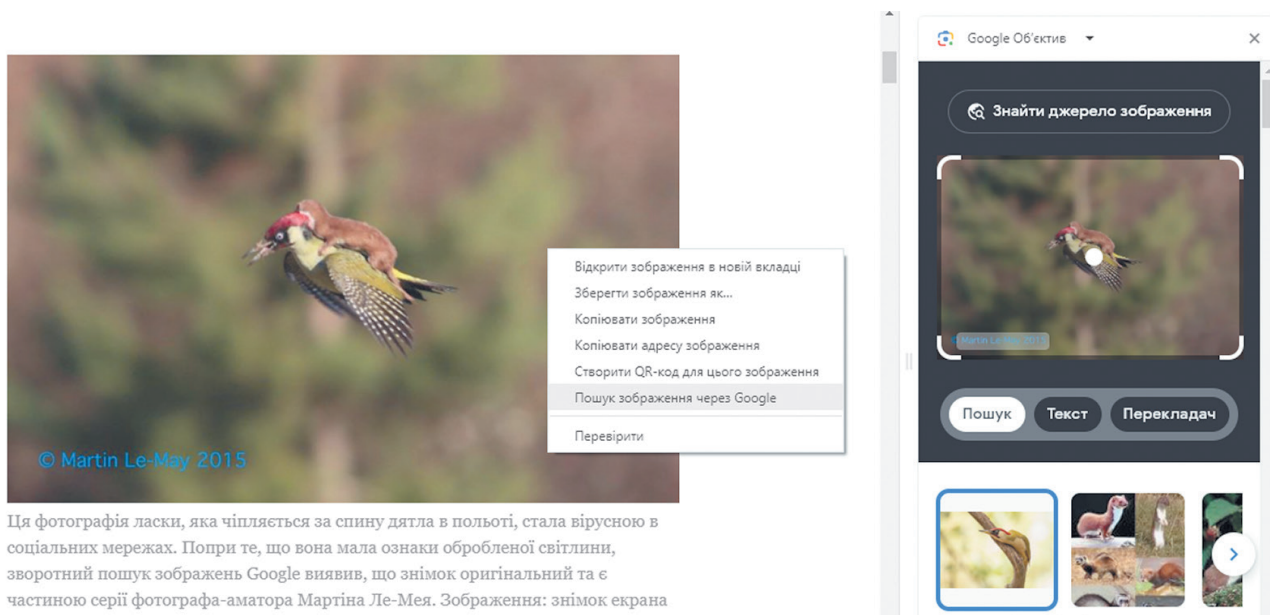 © Martin Le-May 2015
Відкрити зображення в новій вкладці
Зберегти зображення як...
Копіювати зображення
Копіювати адресу зображення
Створити QR-код для цього зображення
Пошук зображення через Google
Перевірити
Ця фотографія ласки, яка чіпляється за спину дятла в польоті, стала вірусною в
соціальних мережах. Попри те, що вона мала ознаки обробленої світлини,
зворотний пошук зображень Google виявив, що знімок оригінальний та є
частиною серії фотографа-аматора Мартіна Ле-Мея. Зображення: знімок екрана
Google Об'єктив
Знайти джерело зображення
© Martin Le-May 2015
Пошук Текст Перекладач